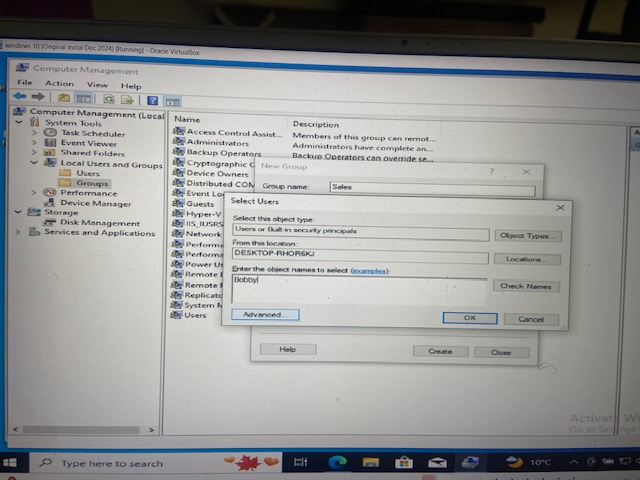 windows 10 (Original instal Dec 2024) [Running] - Oracle VirtualBox
Computer Management
File Action View Help
Computer Management (Local
System Tools
Task Scheduler
Event Viewer
Shared Folders
Local Users and Groups
Users
Groups
Performance
Device Manager
Storage
Disk Management
Services and Applications
Name Description
Access Control Assist... Members of this group can remot...
Administrators Administrators have complete an...
Backup Operators Backup Operators can override se...
Cryptographic C
Device Owners
Distributed COM
Event Lo
Guests
Hyper-V
IIS_IUSRS
Network
Performa
Performa
Power Us
Remote
Remote
Replicato
System M
Users
New Group
? ×
Group name: Sales
Select Users ×
Select this object type:
Users or Built-in security principals Object Types...
From this location:
DESKTOP-RHOR6KJ Locations...
Enter the object names to select (examples):
Bobby Check Names
Advanced... OK Cancel
Help Create Close
Activate W
Go to Settings
Type here to search
10°C